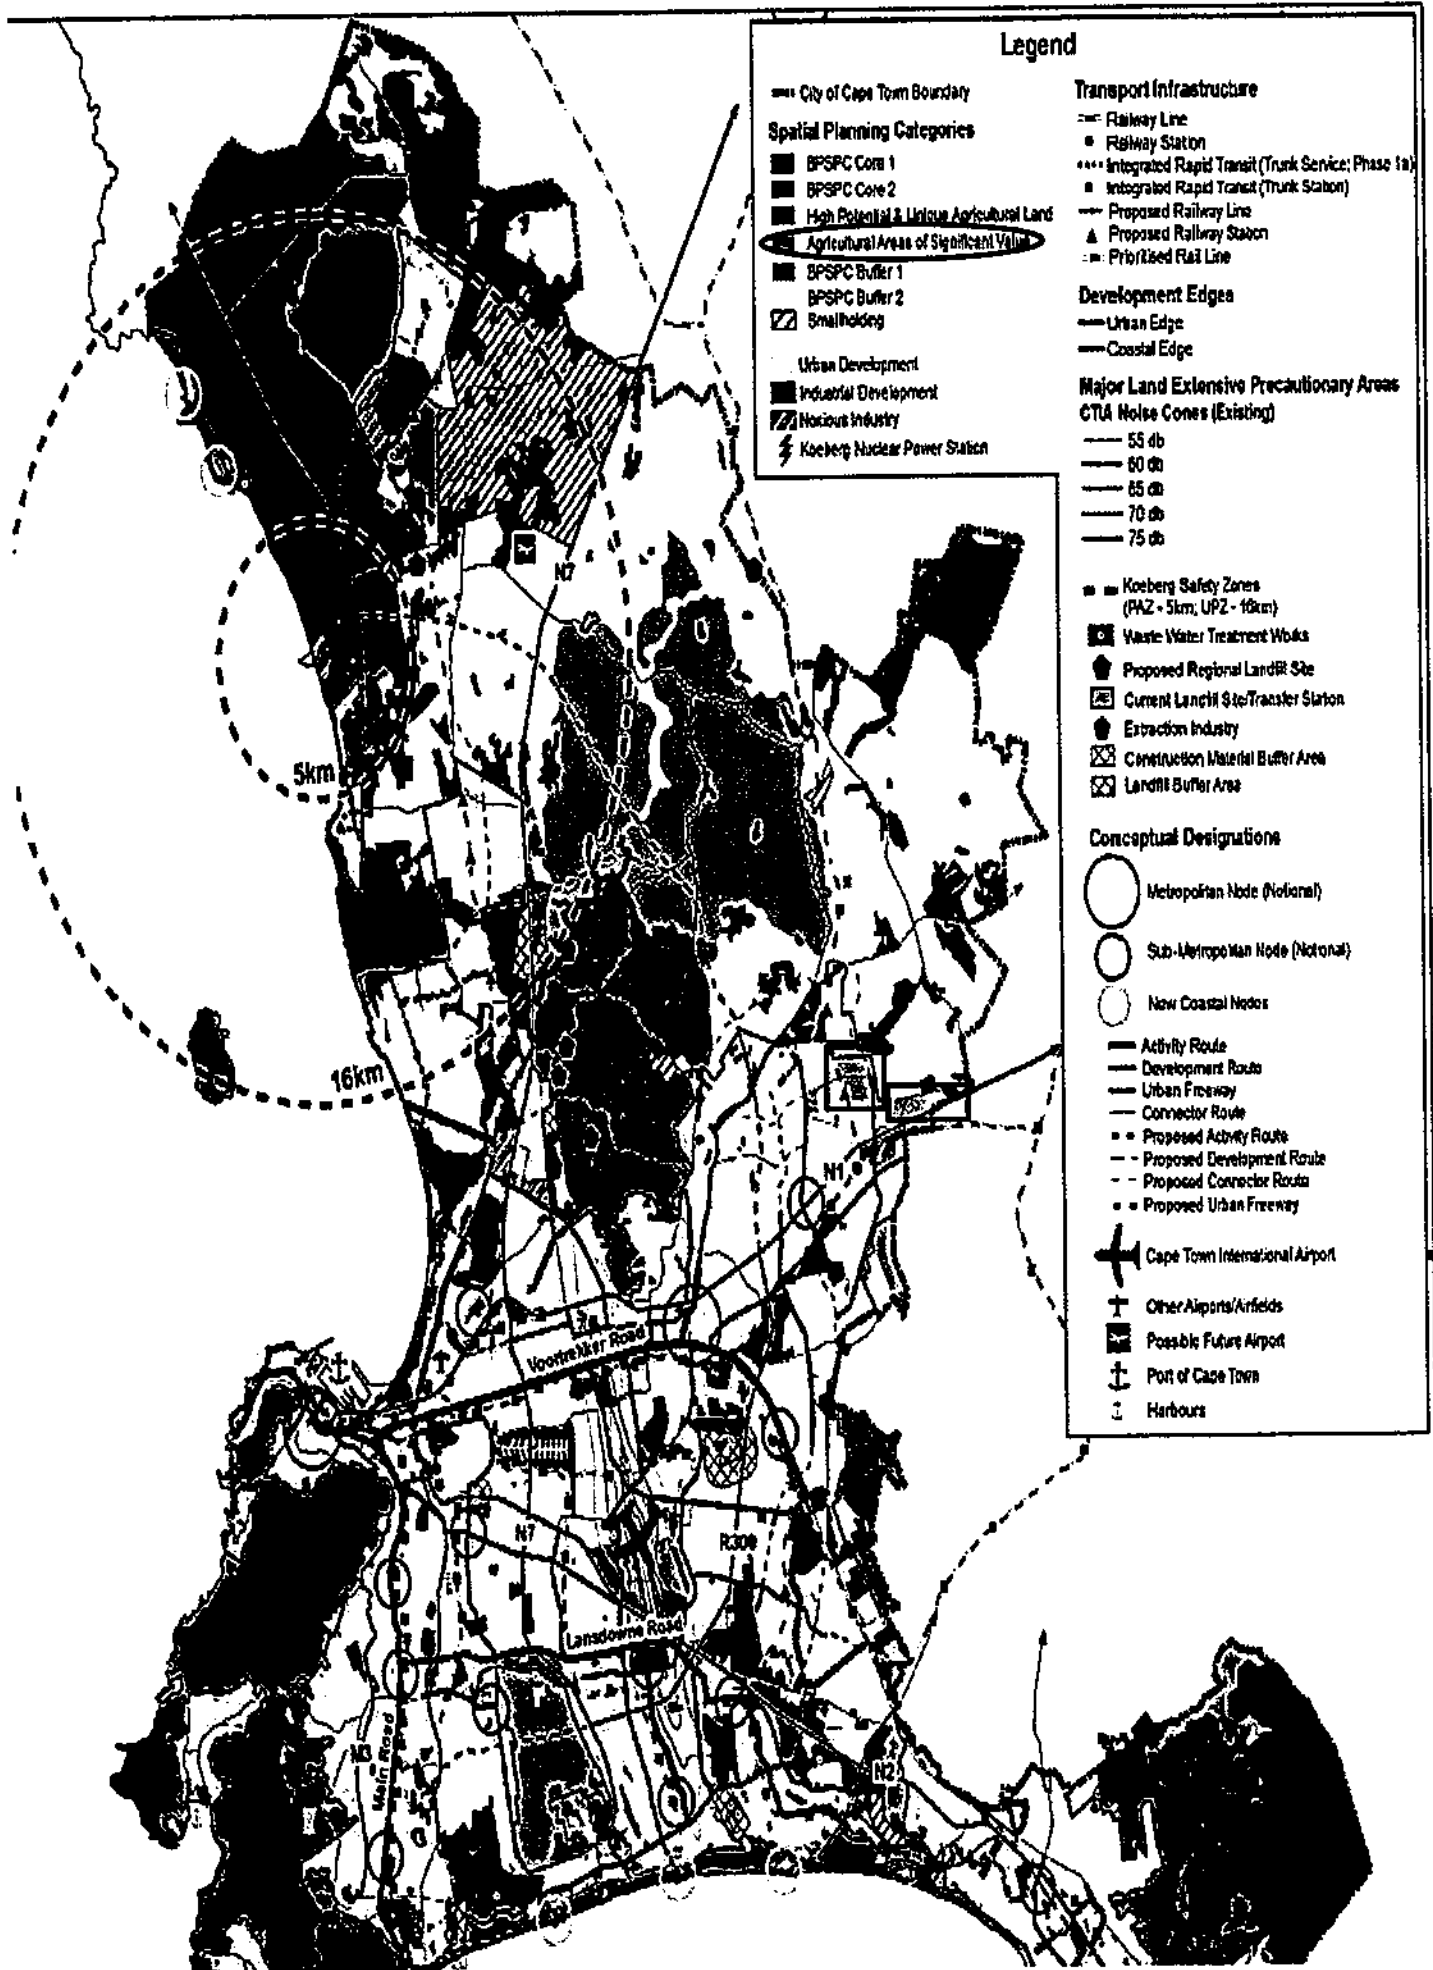 Legend
City of Cape Town Boundary
Spatial Planning Categories
BPSPC Core 1
BPSPC Core 2
High Potential & Unique Agricultural Land
Agricultural Areas of Significant Value
BPSPC Buffer 1
BPSPC Buffer 2
Smallholding
Urban Development
Industrial Development
Noxious Industry
Koeberg Nuclear Power Station
Transport Infrastructure
Railway Line
Railway Station
Integrated Rapid Transit (Trunk Service; Phase 1a)
Integrated Rapid Transit (Trunk Station)
Proposed Railway Line
Proposed Railway Station
Prioritised Rail Line
Development Edges
Urban Edge
Coastal Edge
Major Land Extensive Precautionary Areas
CTIA Noise Cones (Existing)
55 db
60 db
65 db
70 db
75 db
Koeberg Safety Zones
(PAZ - 5km; UPZ - 16km)
Waste Water Treatment Works
Proposed Regional Landfill Site
Current Landfill Site/Transfer Station
Extraction Industry
Construction Material Buffer Area
Landfill Buffer Area
Conceptual Designations
Metropolitan Node (Notional)
Sub-Metropolitan Node (Notional)
New Coastal Nodes
Activity Route
Development Route
Urban Freeway
Connector Route
Proposed Activity Route
Proposed Development Route
Proposed Connector Route
Proposed Urban Freeway
Cape Town International Airport
Other Airports/Airfields
Possible Future Airport
Port of Cape Town
Harbours
N7
5km
16km
N1
Voortrekker Road
N7
R300
Lansdowne Road
M3
Main Road
N2